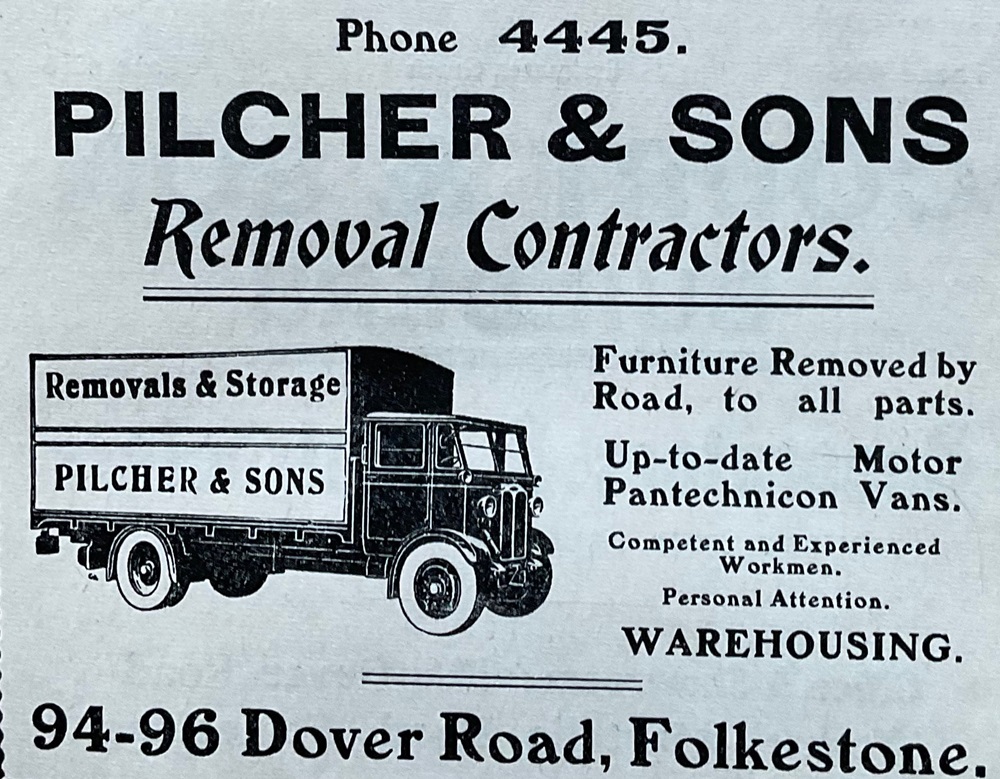 Phone 4445.
PILCHER & SONS
Removal Contractors.
Removals & Storage
PILCHER & SONS
Furniture Removed by
Road, to all parts.
Up-to-date Motor
Pantechnicon Vans.
Competent and Experienced
Workmen.
Personal Attention.
WAREHOUSING.
94-96 Dover Road, Folkestone.